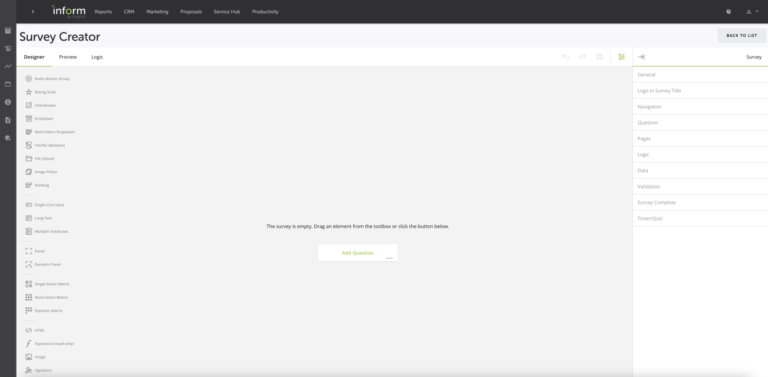 inform
Reports
CRM
Marketing
Proposals
Service Hub
Productivity
Survey Creator
BACK TO LIST
Designer
Preview
Logic
Survey
Radio Button Group
Rating Scale
Checkboxes
Dropdown
Multi-Select Dropdown
Yes/No (Boolean)
File Upload
Image Picker
Ranking
Single-Line Input
Long Text
Multiple Textboxes
Panel
Dynamic Panel
Single-Select Matrix
Multi-Select Matrix
Dynamic Matrix
HTML
Expression (read-only)
Image
Signature
The survey is empty. Drag an element from the toolbox or click the button below.
Add Question
...
General
Logo in Survey Title
Navigation
Question
Pages
Logic
Data
Validation
Survey Complete
Timer/Quiz